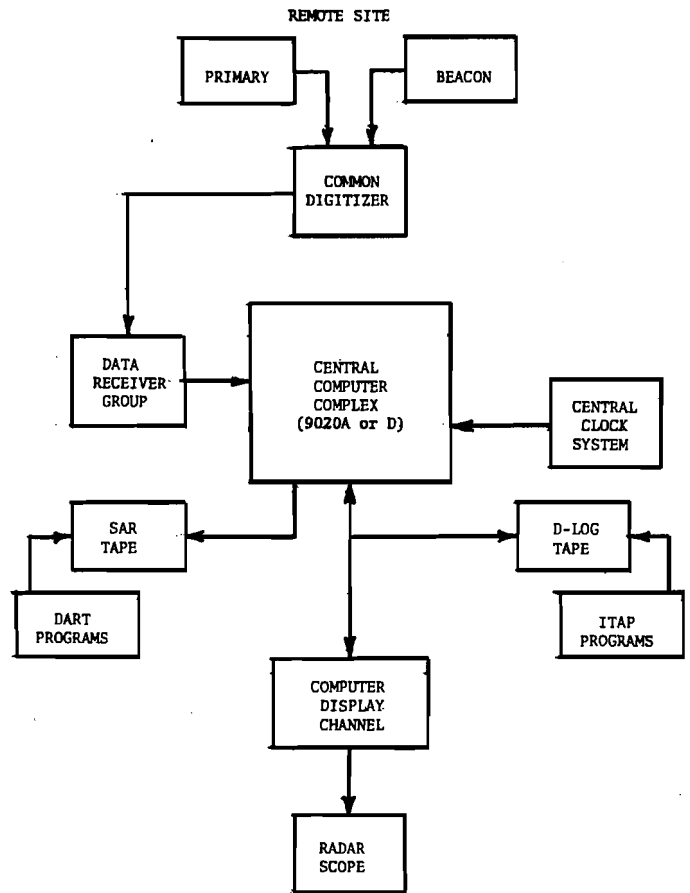 REMOTE SITE
PRIMARY
BEACON
COMMON
DIGITIZER
DATA
RECEIVER
GROUP
CENTRAL
COMPUTER
COMPLEX
(9020A or D)
CENTRAL
CLOCK
SYSTEM
SAR
TAPE
D-LOG
TAPE
DART
PROGRAMS
ITAP
PROGRAMS
COMPUTER
DISPLAY
CHANNEL
RADAR
SCOPE